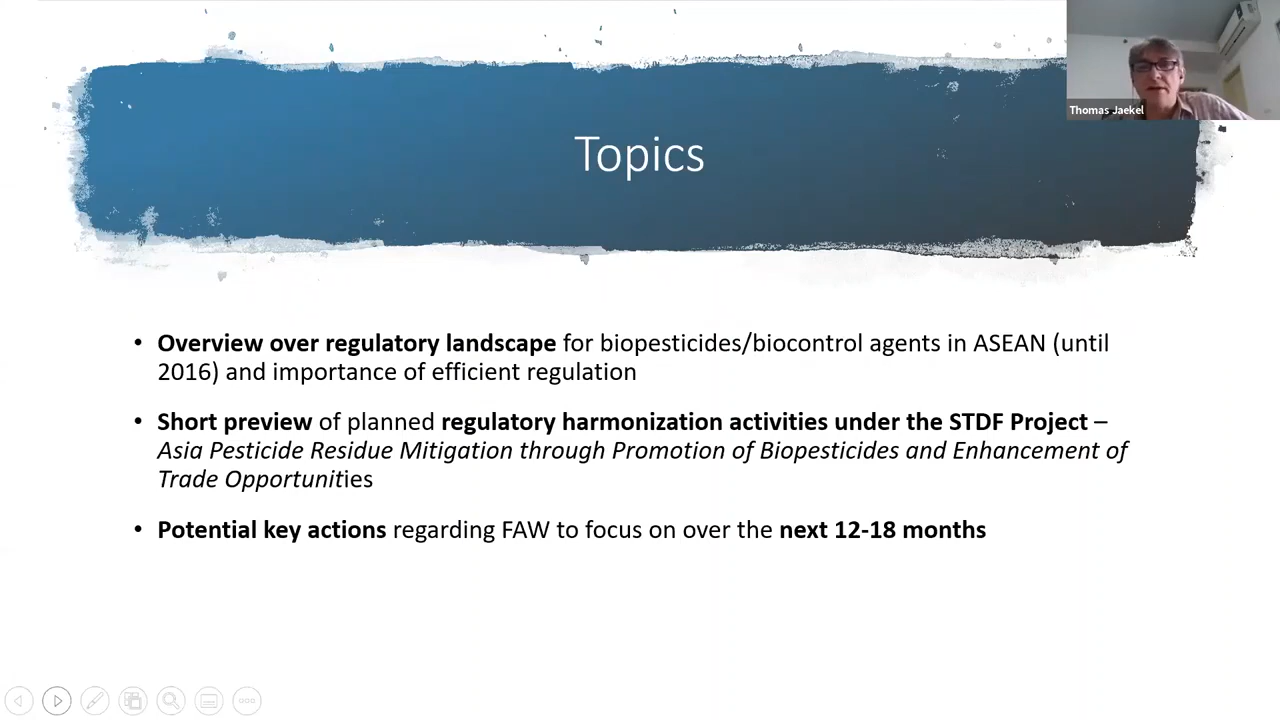 Thomas Jaekel
Topics
• Overview over regulatory landscape for biopesticides/biocontrol agents in ASEAN (until
2016) and importance of efficient regulation
• Short preview of planned regulatory harmonization activities under the STDF Project –
Asia Pesticide Residue Mitigation through Promotion of Biopesticides and Enhancement of
Trade Opportunities
• Potential key actions regarding FAW to focus on over the next 12-18 months